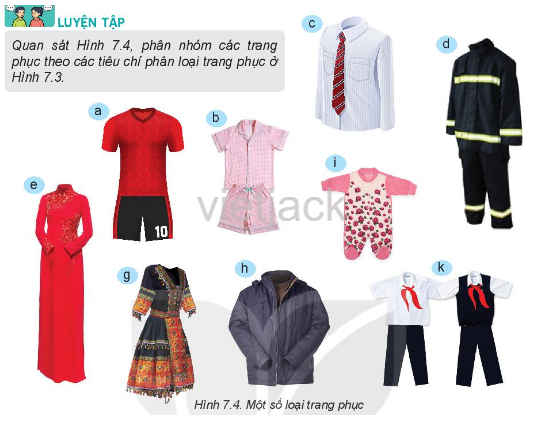 LUYỆN TẬP
Quan sát Hình 7.4, phân nhóm các trang
phục theo các tiêu chí phân loại trang phục ở
Hình 7.3.
a
b
c
d
e
i
10
g
h
k
Hình 7.4. Một số loại trang phục